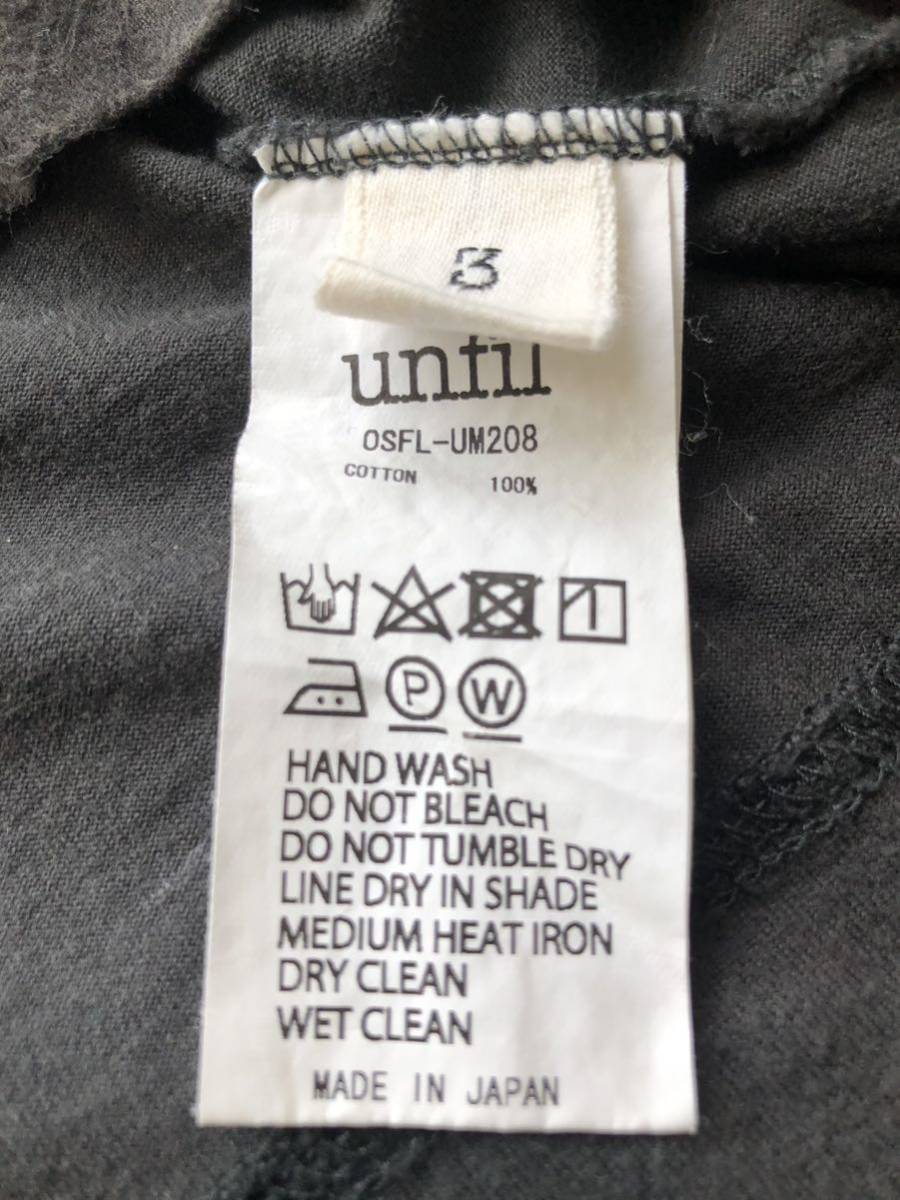 3
until
OSFL-UM208
COTTON 100%
P W
HAND WASH
DO NOT BLEACH
DO NOT TUMBLE DRY
LINE DRY IN SHADE
MEDIUM HEAT IRON
DRY CLEAN
WET CLEAN
MADE IN JAPAN